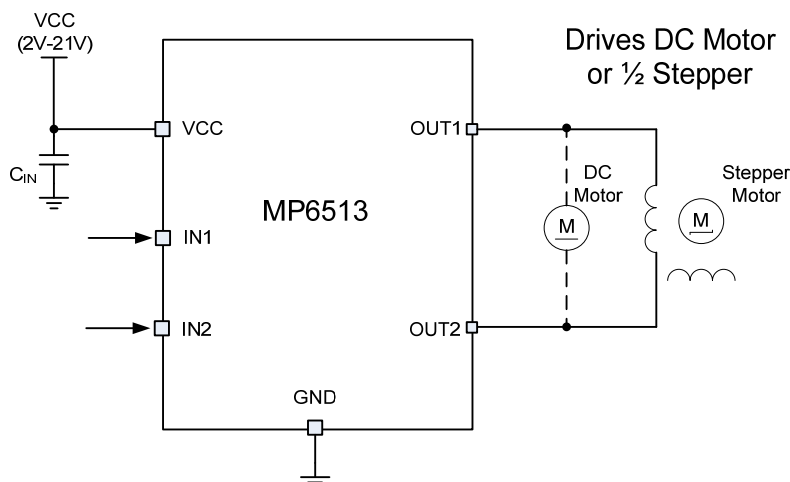 VCC
(2V-21V)
Drives DC Motor
or ½ Stepper
VCC
OUT1
CIN
DC
Motor
Stepper
Motor
MP6513
M
M
IN1
IN2
OUT2
GND